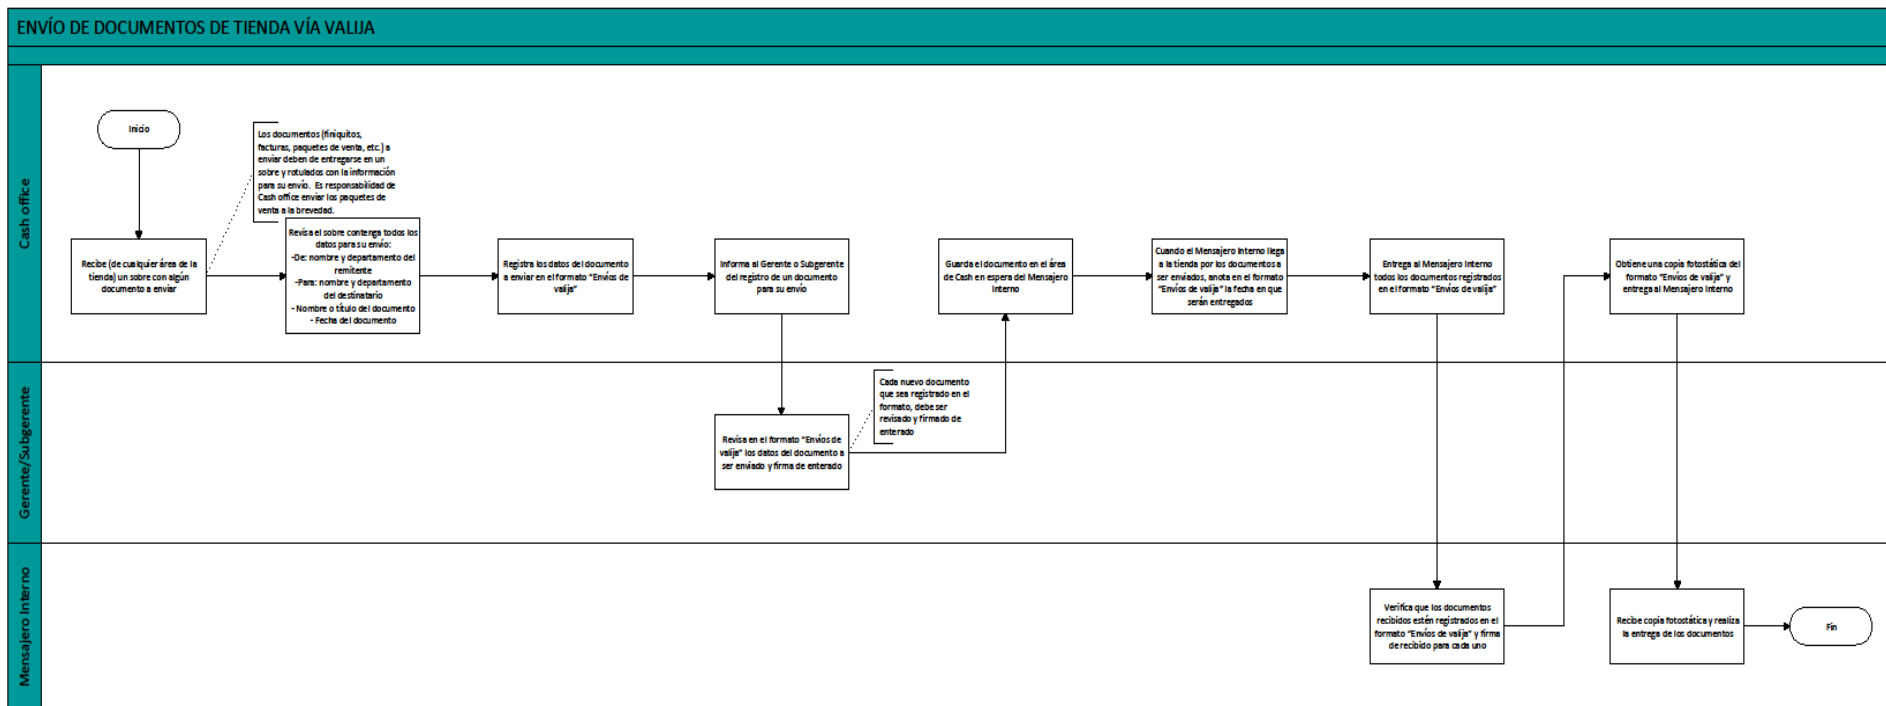 ENVÍO DE DOCUMENTOS DE TIENDA VÍA VALIJA
Cash office
Inicio
Los documentos (finiquitos,
facturas, paquetes de venta, etc.) a
enviar deben de entregarse en un
sobre y rotulados con la información
para su envío. Es responsabilidad de
Cash office enviar los paquetes de
venta a la brevedad.
Recibe (de cualquier área de la
tienda) un sobre con algún
documento a enviar
Revisa el sobre contenga todos los
datos para su envío:
-De: nombre y departamento del
remitente
-Para: nombre y departamento
del destinatario
- Nombre o título del documento
- Fecha del documento
Registra los datos del documento
a enviar en el formato "Envíos de
valija"
Informa al Gerente o Subgerente
del registro de un documento
para su envío
Guarda el documento en el área
de Cash en espera del Mensajero
Interno
Cuando el Mensajero Interno llega
a la tienda por los documentos a
ser enviados, anota en el formato
"Envíos de valija" la fecha en que
serán entregados
Entrega al Mensajero Interno
todos los documentos registrados
en el formato "Envíos de valija"
Obtiene una copia fotostática del
formato "Envíos de valija" y
entrega al Mensajero Interno
Gerente/Subgerente
Cada nuevo documento
que sea registrado en el
formato, debe ser
revisado y firmado de
enterado
Revisa en el formato "Envíos de
valija" los datos del documento a
ser enviado y firma de enterado
Mensajero Interno
Verifica que los documentos
recibidos estén registrados en el
formato "Envíos de valija" y firma
de recibido para cada uno
Recibe copia fotostática y realiza
la entrega de los documentos
Fin